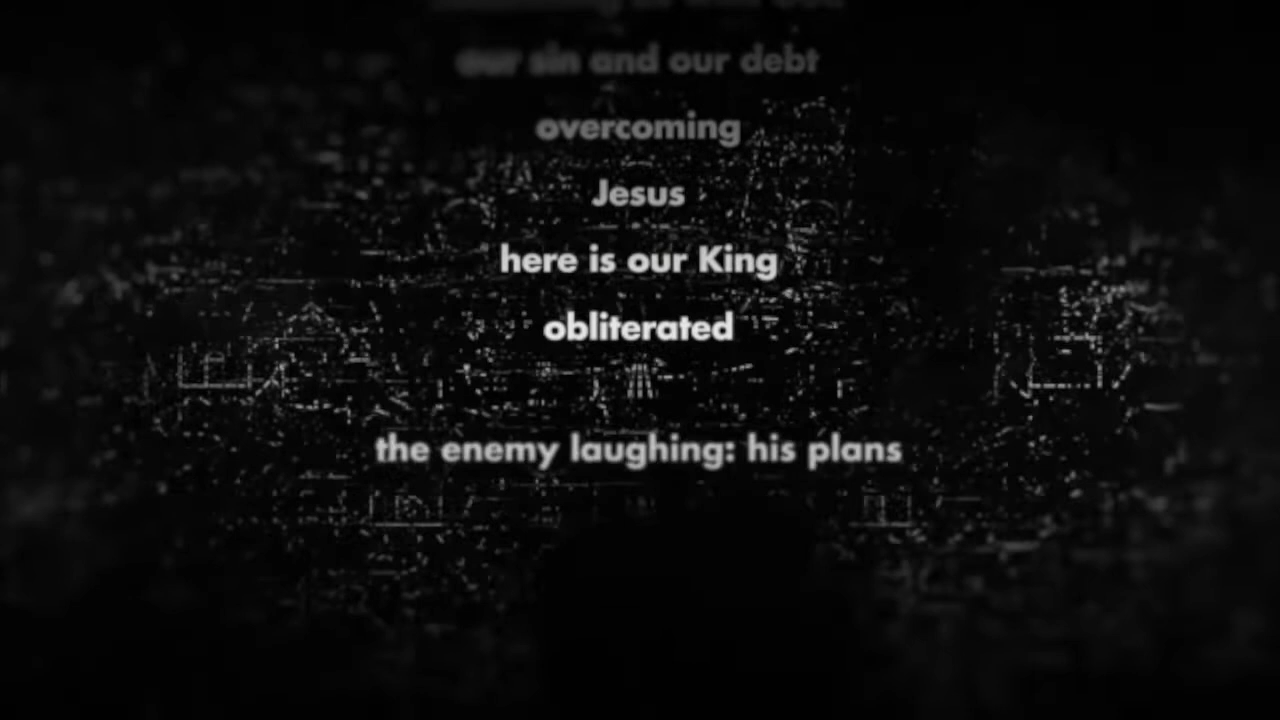 our sin and our debt
overcoming
Jesus
here is our King
obliterated
the enemy laughing: his plans